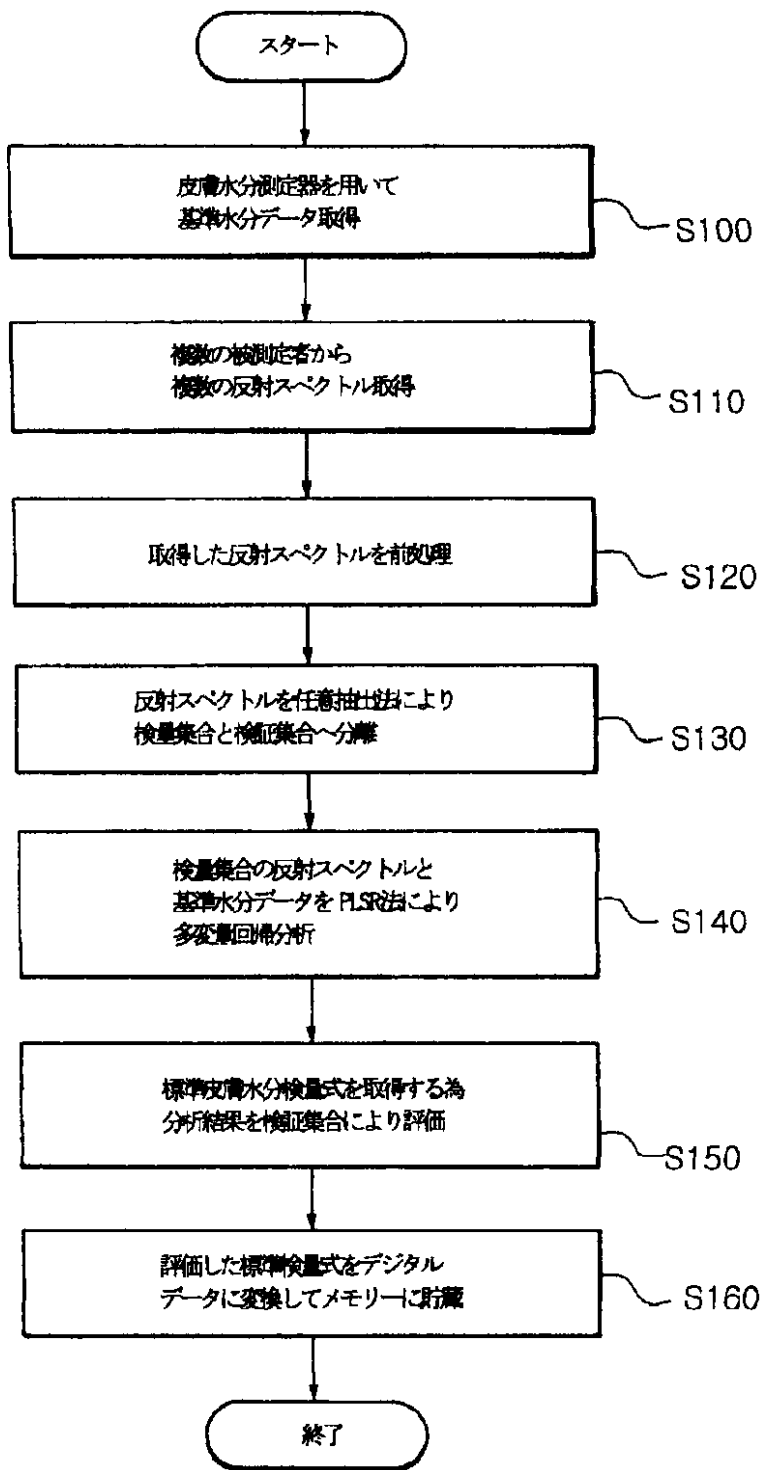 スタート
皮膚水分測定器を用いて
基準水分データ取得
S100
複数の被測定者から
複数の反射スペクトル取得
S110
取得した反射スペクトルを前処理
S120
反射スペクトルを任意抽出法により
検量集合と検証集合へ分離
S130
検量集合の反射スペクトルと
基準水分データをPLSR法により
多変量回帰分析
S140
標準皮膚水分検量式を取得する為
分析結果を検証集合により評価
S150
評価した標準検量式をデジタル
データに変換してメモリーに貯蔵
S160
終了